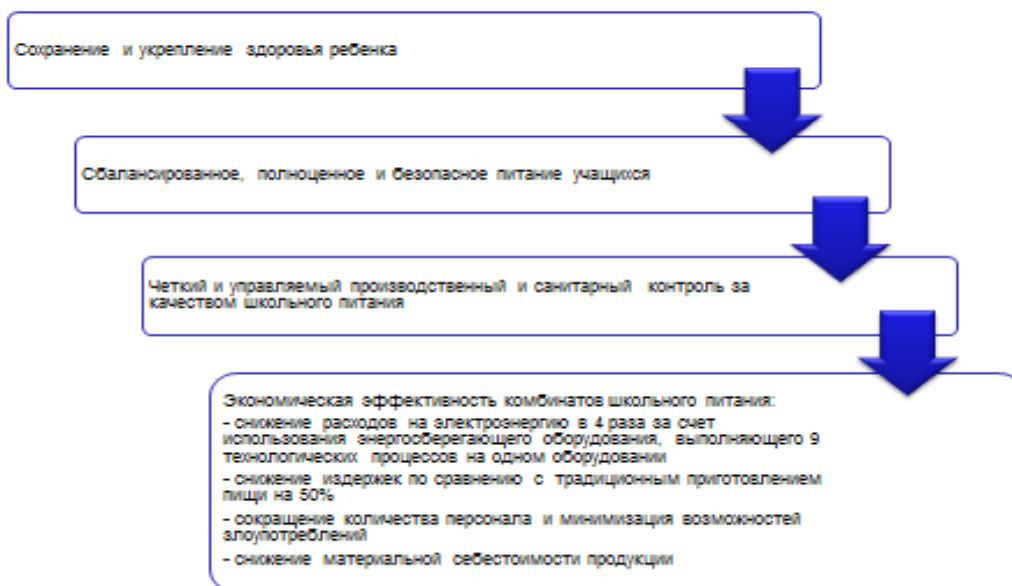 Сохранение и укрепление здоровья ребенка
Сбалансированное, полноценное и безопасное питание учащихся
Четкий и управляемый производственный и санитарный контроль за
качеством школьного питания
Экономическая эффективность комбинатов школьного питания:
- снижение расходов на электроэнергию в 4 раза за счет
использования энергосберегающего оборудования, выполняющего 9
технологических процессов на одном оборудовании
- снижение издержек по сравнению с традиционным приготовлением
пищи на 50%
- сокращение количества персонала и минимизация возможностей
злоупотреблений
- снижение материальной себестоимости продукции